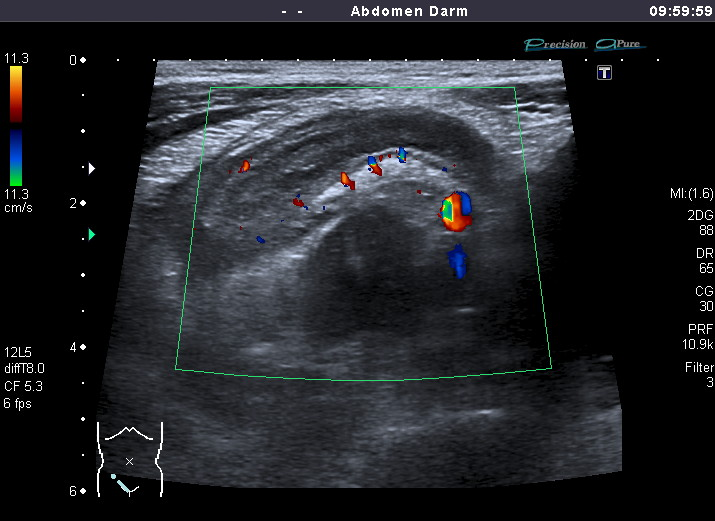 - - Abdomen Darm 09:59:59
Precision APure
T
11.3
11.3
cm/s
0
2
4
6
MI:(1.6)
2DG
88
DR
65
CG
30
PRF
10.9k
Filter
3
12L5
diffT8.0
CF 5.3
6 fps